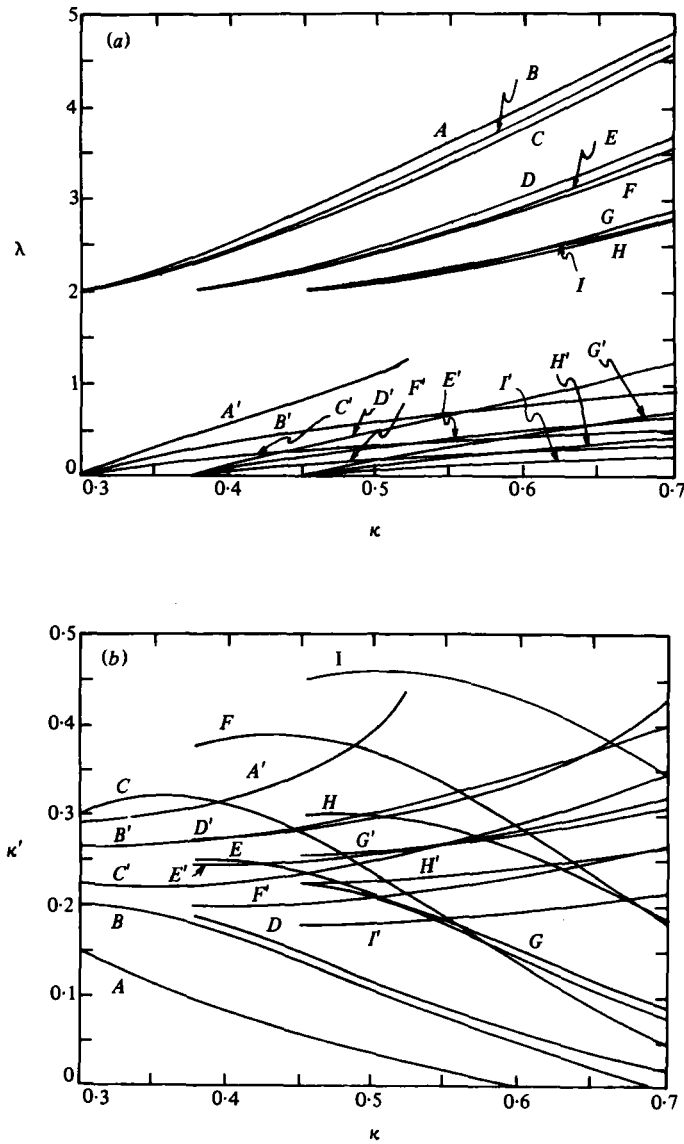 (a)
5
4
3
λ
2
1
0
A
B
C
D
E
F
G
H
I
A'
B'
C'
D'
F'
E'
I'
H'
G'
0·3
0·4
0·5
0·6
0·7
κ
(b)
0·5
0·4
0·3
κ'
0·2
0·1
0
I
F
A'
C
H
B'
D'
G'
E
E'
H'
C'
F'
B
D
I'
G
A
0·3
0·4
0·5
0·6
0·7
κ